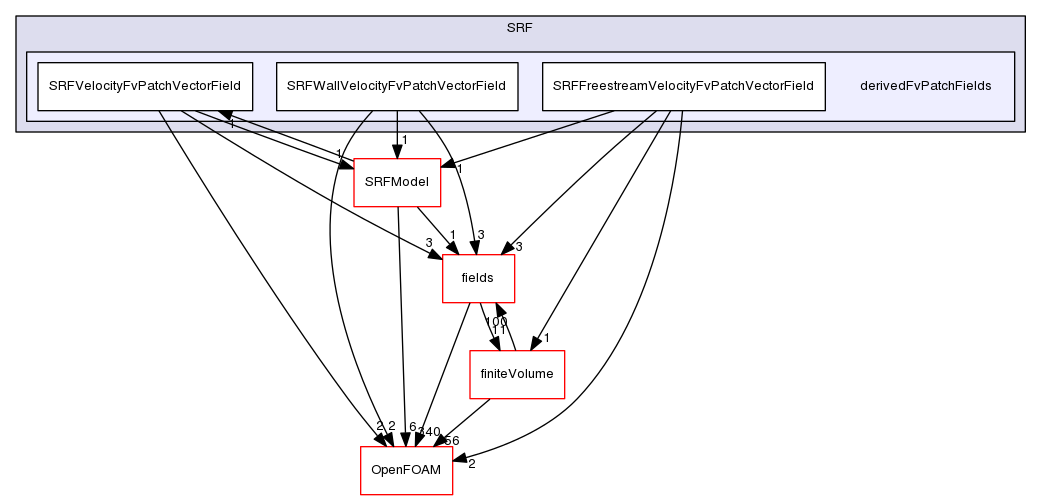 SRF
SRFVelocityFvPatchVectorField
SRFWallVelocityFvPatchVectorField
SRFFreestreamVelocityFvPatchVectorField
derivedFvPatchFields
1
1
1
1
SRFModel
3
1
3
3
fields
100
11
1
finiteVolume
2
2
6
340
56
2
OpenFOAM